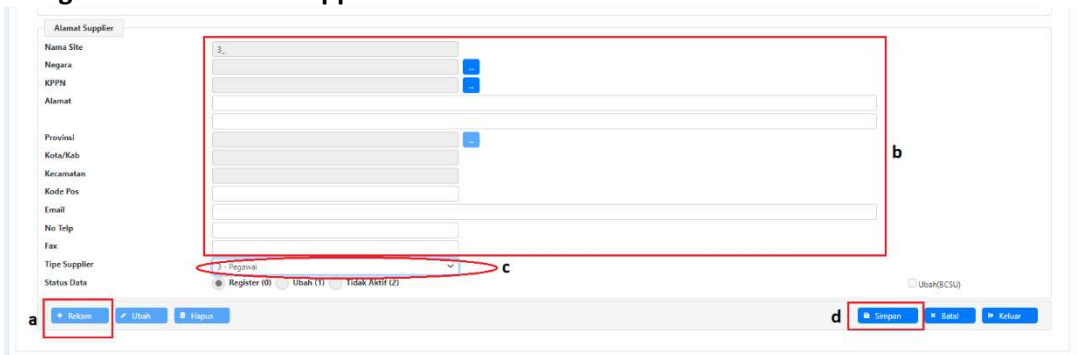 Alamat Supplier
Nama Site 3_
Negara ...
KPPN ...
Alamat
Provinsi ...
Kota/Kab
Kecamatan
Kode Pos
Email
No Telp
Fax
Tipe Supplier 3 - Pegawai
Status Data Register (0) Ubah (1) Tidak Aktif (2) Ubah(BCSU)
b
c
a Rekam Ubah Hapus d Simpan Batal Keluar